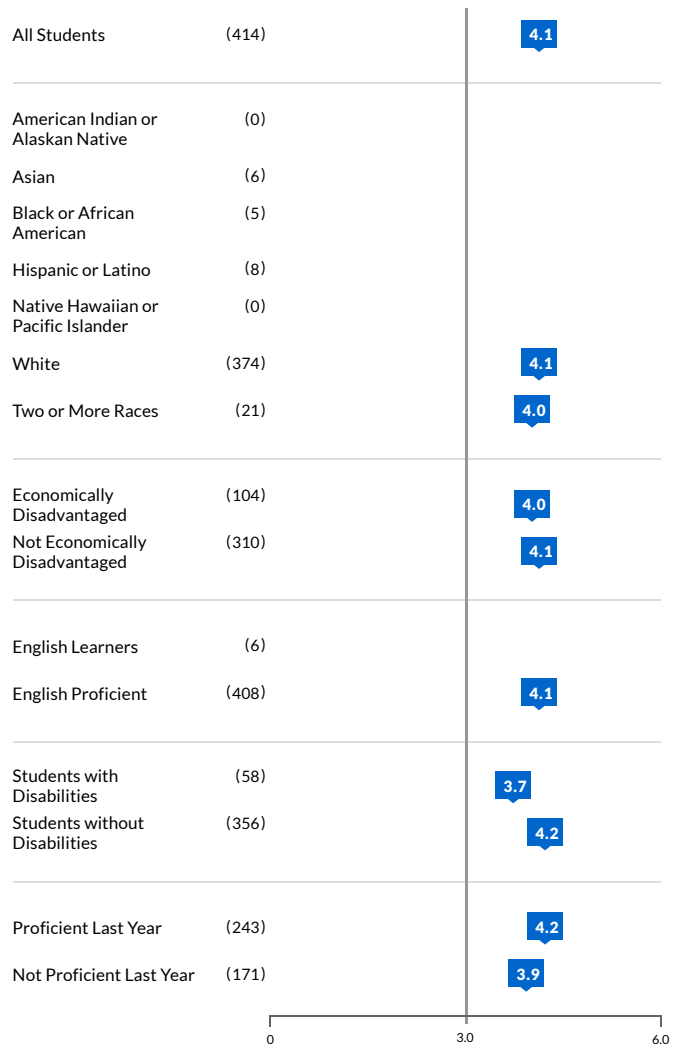 All Students (414) 4.1
American Indian or (0)
Alaskan Native
Asian (6)
Black or African (5)
American
Hispanic or Latino (8)
Native Hawaiian or (0)
Pacific Islander
White (374) 4.1
Two or More Races (21) 4.0
Economically (104) 4.0
Disadvantaged
Not Economically (310) 4.1
Disadvantaged
English Learners (6)
English Proficient (408) 4.1
Students with (58) 3.7
Disabilities
Students without (356) 4.2
Disabilities
Proficient Last Year (243) 4.2
Not Proficient Last Year (171) 3.9
0 3.0 6.0